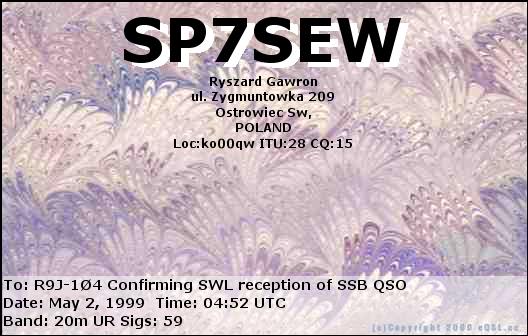 SP7SEW
Ryszard Gawron
ul. Zygmuntowka 209
Ostrowiec Sw,
POLAND
Loc:ko00qw ITU:28 CQ:15
To: R9J-1Ø4 Confirming SWL reception of SSB QSO
Date: May 2, 1999 Time: 04:52 UTC
Band: 20m UR Sigs: 59
(c)Copyright 2000 eQSL.cc